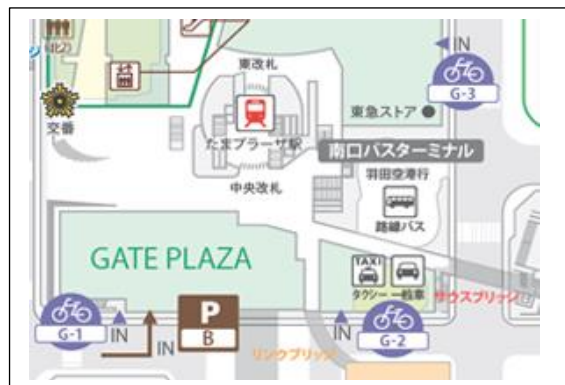 IN
G-3
東改札
交番
東急ストア
たまプラーザ駅
南口バスターミナル
羽田空港行
中央改札
路線バス
GATE PLAZA
TAXI
タクシー 一般車
サウスブリッジ
P
B
G-1
IN
IN
IN
G-2
リンクブリッジ